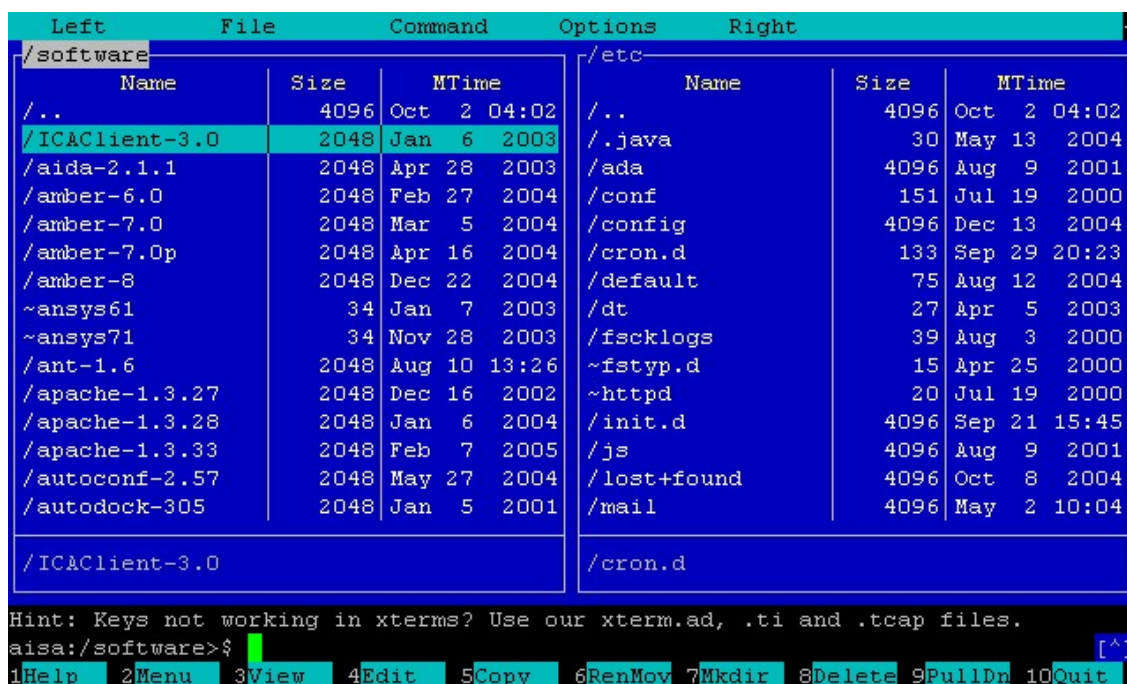 Left File Command Options Right
/software /etc
Name Size MTime Name Size MTime
/.. 4096 Oct 2 04:02 /.. 4096 Oct 2 04:02
/ICAClient-3.0 2048 Jan 6 2003 /.java 30 May 13 2004
/aida-2.1.1 2048 Apr 28 2003 /ada 4096 Aug 9 2001
/amber-6.0 2048 Feb 27 2004 /conf 151 Jul 19 2000
/amber-7.0 2048 Mar 5 2004 /config 4096 Dec 13 2004
/amber-7.0p 2048 Apr 16 2004 /cron.d 133 Sep 29 20:23
/amber-8 2048 Dec 22 2004 /default 75 Aug 12 2004
~ansys61 34 Jan 7 2003 /dt 27 Apr 5 2003
~ansys71 34 Nov 28 2003 /fscklogs 39 Aug 3 2000
/ant-1.6 2048 Aug 10 13:26 ~fstyp.d 15 Apr 25 2000
/apache-1.3.27 2048 Dec 16 2002 ~httpd 20 Jul 19 2000
/apache-1.3.28 2048 Jan 6 2004 /init.d 4096 Sep 21 15:45
/apache-1.3.33 2048 Feb 7 2005 /js 4096 Aug 9 2001
/autoconf-2.57 2048 May 27 2004 /lost+found 4096 Oct 8 2004
/autodock-305 2048 Jan 5 2001 /mail 4096 May 2 10:04
/ICAClient-3.0 /cron.d
Hint: Keys not working in xterms? Use our xterm.ad, .ti and .tcap files.
aisa:/software>$ [^]
1Help 2Menu 3View 4Edit 5Copy 6RenMov 7Mkdir 8Delete 9PullDn 10Quit